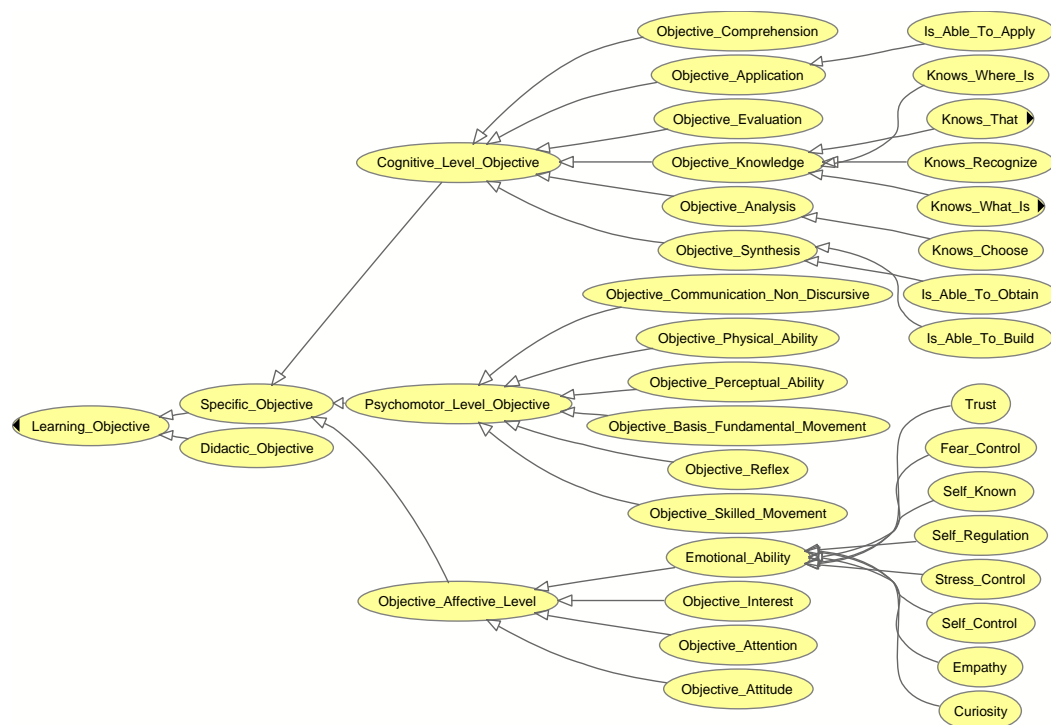 Objective_Comprehension
Is_Able_To_Apply
Objective_Application
Knows_Where_Is
Objective_Evaluation
Knows_That
Cognitive_Level_Objective
Objective_Knowledge
Knows_Recognize
Objective_Analysis
Knows_What_Is
Objective_Synthesis
Knows_Choose
Objective_Communication_Non_Discursive
Is_Able_To_Obtain
Objective_Physical_Ability
Is_Able_To_Build
Objective_Perceptual_Ability
Specific_Objective
Psychomotor_Level_Objective
Trust
Learning_Objective
Objective_Basis_Fundamental_Movement
Didactic_Objective
Fear_Control
Objective_Reflex
Self_Known
Objective_Skilled_Movement
Self_Regulation
Emotional_Ability
Stress_Control
Objective_Affective_Level
Objective_Interest
Self_Control
Objective_Attention
Empathy
Objective_Attitude
Curiosity